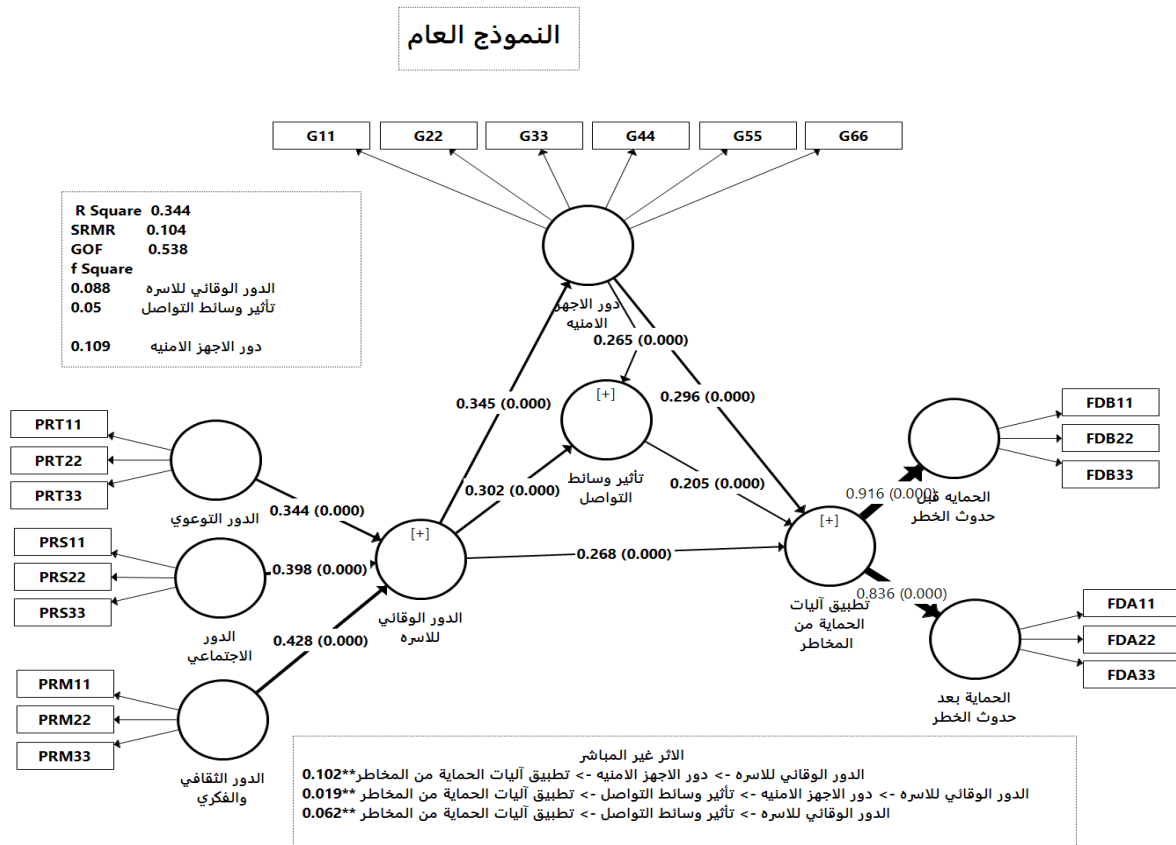 النموذج العام
G11
G22
G33
G44
G55
G66
R Square 0.344
SRMR 0.104
GOF 0.538
f Square
0.088 الدور الوقائي للاسره
0.05 تأثير وسائط التواصل
0.109 دور الاجهز الامنيه
دور الاجهز
الامنيه
0.265 (0.000)
0.345 (0.000)
0.296 (0.000)
[+]
تأثير وسائط
التواصل
0.302 (0.000)
0.205 (0.000)
PRT11
PRT22
PRT33
الدور التوعوي
0.344 (0.000)
PRS11
PRS22
PRS33
الدور
الاجتماعي
0.398 (0.000)
[+]
الدور الوقائي
للاسره
0.268 (0.000)
0.428 (0.000)
PRM11
PRM22
PRM33
الدور الثقافي
والفكري
[+]
تطبيق آليات
الحماية من
المخاطر
0.916 (0.000)
الحمايه قبل
حدوث الخطر
FDB11
FDB22
FDB33
0.836 (0.000)
الحماية بعد
حدوث الخطر
FDA11
FDA22
FDA33
الاثر غير المباشر
الدور الوقائي للاسره -> دور الاجهز الامنيه -> تطبيق آليات الحماية من المخاطر**0.102
الدور الوقائي للاسره -> دور الاجهز الامنيه -> تأثير وسائط التواصل -> تطبيق آليات الحماية من المخاطر **0.019
الدور الوقائي للاسره -> تأثير وسائط التواصل -> تطبيق آليات الحماية من المخاطر **0.062